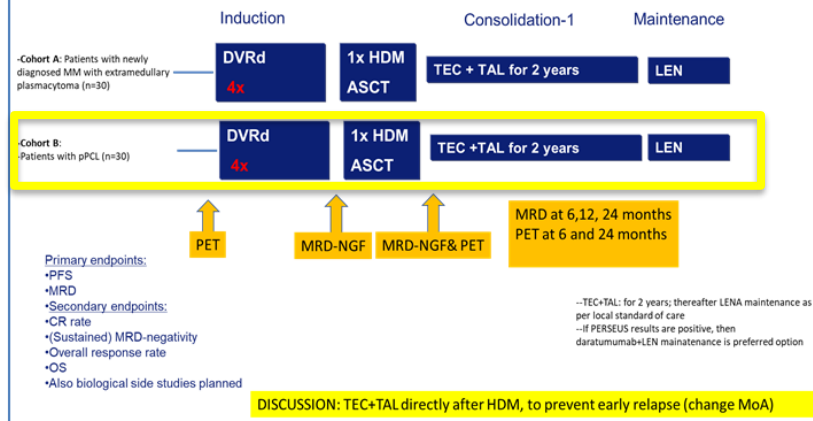 Induction
Consolidation-1
Maintenance
-Cohort A: Patients with newly
diagnosed MM with extramedullary
plasmacytoma (n=30)
DVRd
4x
1x HDM
ASCT
TEC + TAL for 2 years
LEN
-Cohort B:
-Patients with pPCL (n=30)
DVRd
4x
1x HDM
ASCT
TEC +TAL for 2 years
LEN
PET
MRD-NGF
MRD-NGF& PET
MRD at 6,12, 24 months
PET at 6 and 24 months
Primary endpoints:
•PFS
•MRD
•Secondary endpoints:
•CR rate
•(Sustained) MRD-negativity
•Overall response rate
•OS
•Also biological side studies planned
--TEC+TAL: for 2 years; thereafter LENA maintenance as
per local standard of care
--If PERSEUS results are positive, then
daratumumab+LEN mainatenance is preferred option
DISCUSSION: TEC+TAL directly after HDM, to prevent early relapse (change MoA)